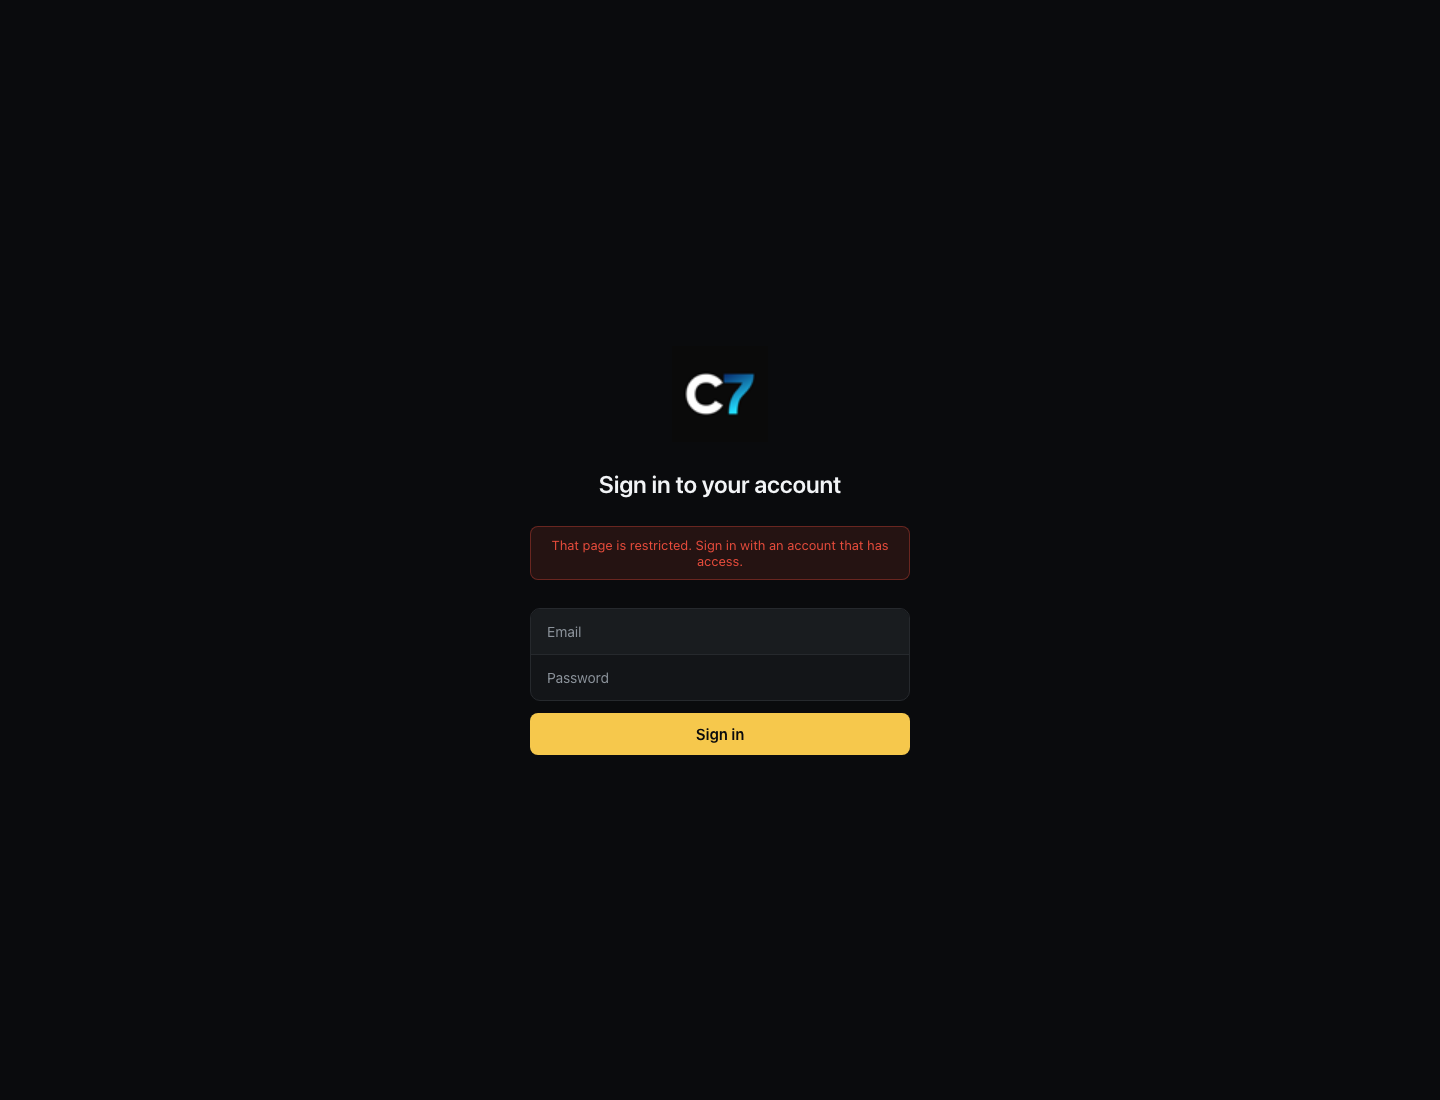 C7
Sign in to your account
That page is restricted. Sign in with an account that has
access.
Email
Password
Sign in